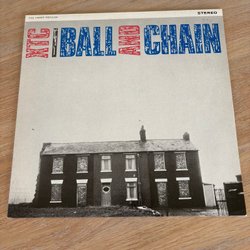 STEREO
XTC BALL AND CHAIN